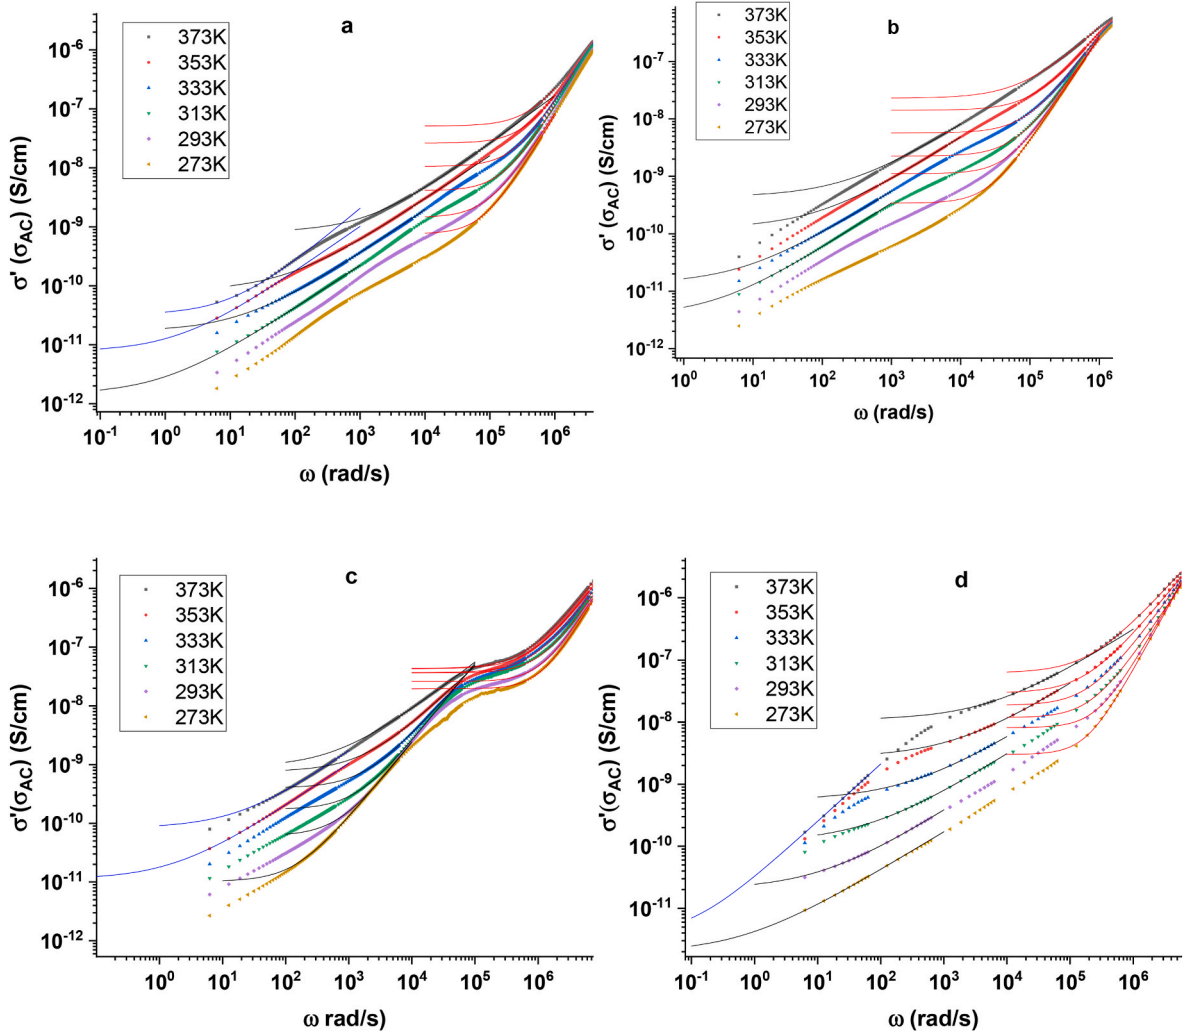 a
373K
353K
333K
313K
293K
273K
σ' (σAC) (S/cm)
10⁻⁶
10⁻⁷
10⁻⁸
10⁻⁹
10⁻¹⁰
10⁻¹¹
10⁻¹²
10⁻¹ 10⁰ 10¹ 10² 10³ 10⁴ 10⁵ 10⁶
ω (rad/s)
b
373K
353K
333K
313K
293K
273K
σ' (σAC) (S/cm)
10⁻⁷
10⁻⁸
10⁻⁹
10⁻¹⁰
10⁻¹¹
10⁻¹²
10⁰ 10¹ 10² 10³ 10⁴ 10⁵ 10⁶
ω (rad/s)
c
373K
353K
333K
313K
293K
273K
σ'(σAC) (S/cm)
10⁻⁶
10⁻⁷
10⁻⁸
10⁻⁹
10⁻¹⁰
10⁻¹¹
10⁻¹²
10⁰ 10¹ 10² 10³ 10⁴ 10⁵ 10⁶
ω rad/s)
d
373K
353K
333K
313K
293K
273K
σ'(σAC) (S/cm)
10⁻⁶
10⁻⁷
10⁻⁸
10⁻⁹
10⁻¹⁰
10⁻¹¹
10⁻¹ 10⁰ 10¹ 10² 10³ 10⁴ 10⁵ 10⁶
ω (rad/s)